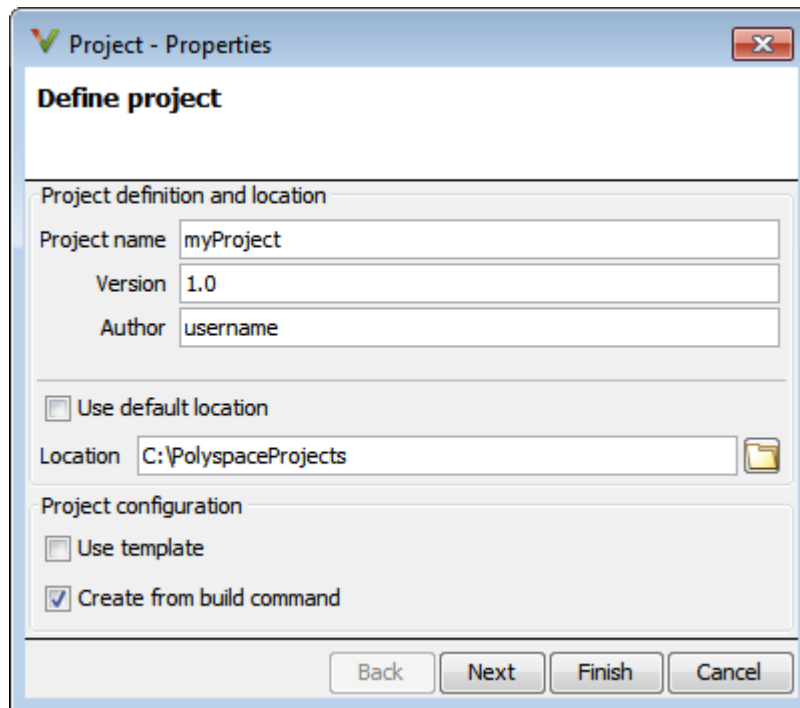 Project - Properties
Define project
Project definition and location
Project name myProject
Version 1.0
Author username
Use default location
Location C:\PolyspaceProjects
Project configuration
Use template
Create from build command
Back Next Finish Cancel